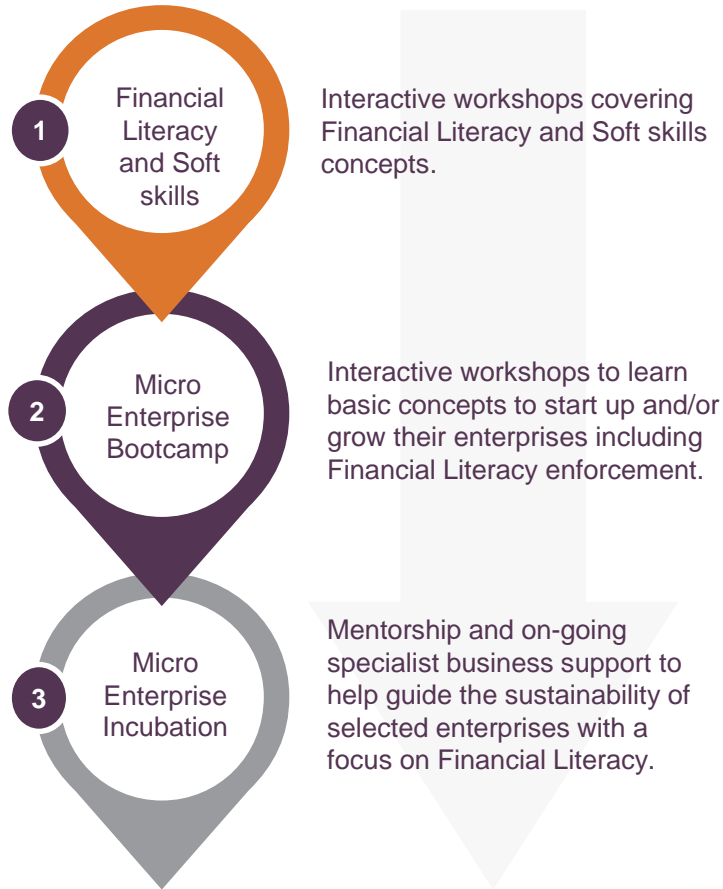 1
Financial
Literacy
and Soft
skills
Interactive workshops covering
Financial Literacy and Soft skills
concepts.
2
Micro
Enterprise
Bootcamp
Interactive workshops to learn
basic concepts to start up and/or
grow their enterprises including
Financial Literacy enforcement.
3
Micro
Enterprise
Incubation
Mentorship and on-going
specialist business support to
help guide the sustainability of
selected enterprises with a
focus on Financial Literacy.